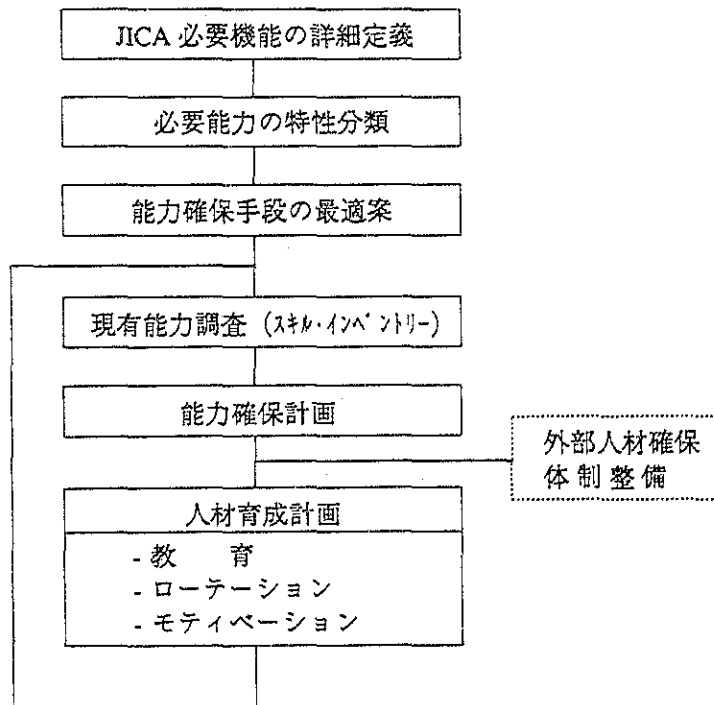 JICA 必要機能の詳細定義
必要能力の特性分類
能力確保手段の最適案
現有能力調査 (スキル・インベントリー)
能力確保計画
外部人材確保
体制整備
人材育成計画
- 教 育
- ローテーション
- モティベーション